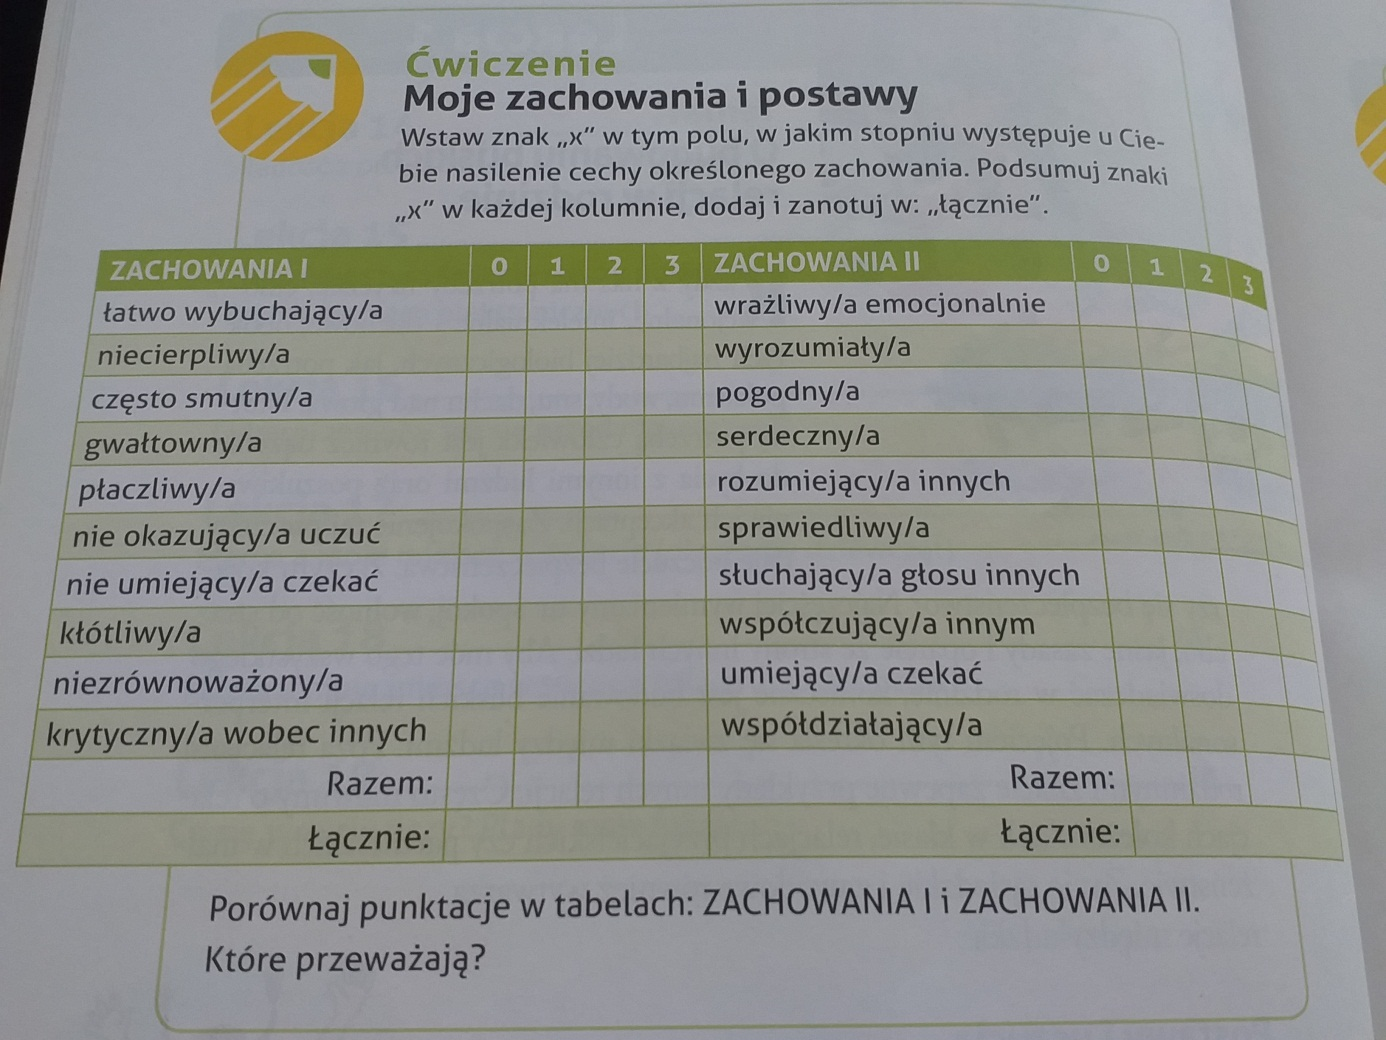 Ćwiczenie
Moje zachowania i postawy
Wstaw znak „x” w tym polu, w jakim stopniu występuje u Cie-
bie nasilenie cechy określonego zachowania. Podsumuj znaki
„x” w każdej kolumnie, dodaj i zanotuj w: „łącznie”.
ZACHOWANIA I 0 1 2 3 ZACHOWANIA II 0 1 2 3
łatwo wybuchający/a wrażliwy/a emocjonalnie
niecierpliwy/a wyrozumiały/a
często smutny/a pogodny/a
gwałtowny/a serdeczny/a
płaczliwy/a rozumiejący/a innych
nie okazujący/a uczuć sprawiedliwy/a
nie umiejący/a czekać słuchający/a głosu innych
kłótliwy/a współczujący/a innym
niezrównoważony/a umiejący/a czekać
krytyczny/a wobec innych współdziałający/a
Razem: Razem:
Łącznie: Łącznie:
Porównaj punktacje w tabelach: ZACHOWANIA I i ZACHOWANIA II.
Które przeważają?